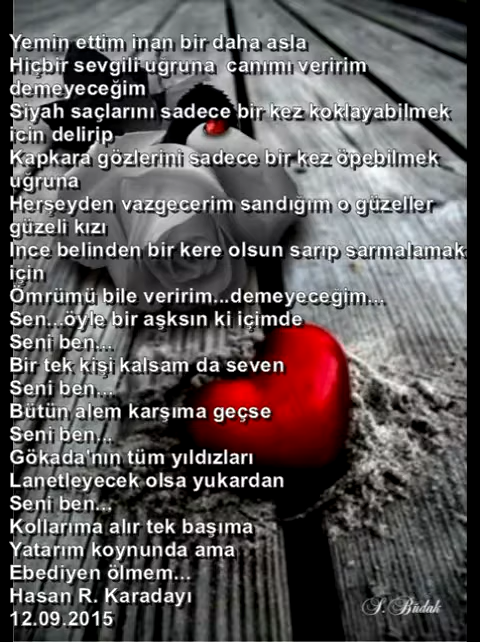 Yemin ettim inan bir daha asla
Hiçbir sevgili ugruna canımı veririm
demeyeceğim
Siyah saçlarını sadece bir kez koklayabilmek
için delirip
Kapkara gözlerini sadece bir kez öpebilmek
uğruna
Herşeyden vazgecerim sandığım o güzeller
güzeli kızı
Ince belinden bir kere olsun sarıp sarmalamak
için
Ömrümü bile veririm...demeyeceğim...
Sen...öyle bir aşksın ki içimde
Seni ben...
Bir tek kişi kalsam da seven
Seni ben...
Bütün alem karşıma geçse
Seni ben...
Gökada'nın tüm yıldızları
Lanetleyecek olsa yukardan
Seni ben...
Kollarıma alır tek başıma
Yatarım koynunda ama
Ebediyen ölmem...
Hasan R. Karadayı
12.09.2015
S. Büdak